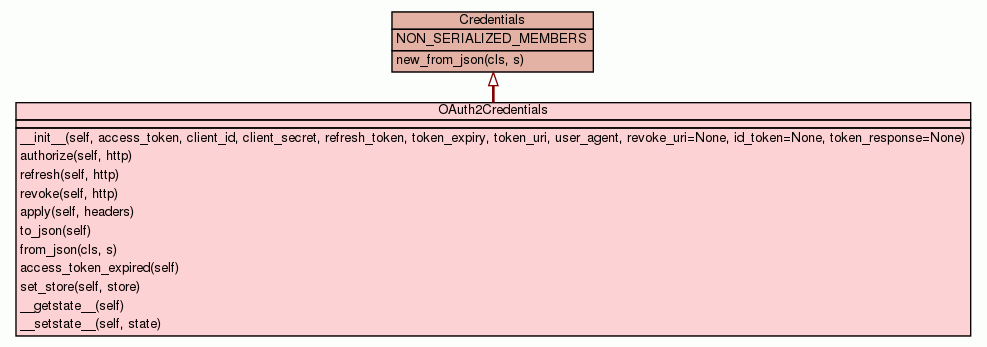 Credentials
NON_SERIALIZED_MEMBERS
new_from_json(cls, s)
OAuth2Credentials
__init__(self, access_token, client_id, client_secret, refresh_token, token_expiry, token_uri, user_agent, revoke_uri=None, id_token=None, token_response=None)
authorize(self, http)
refresh(self, http)
revoke(self, http)
apply(self, headers)
to_json(self)
from_json(cls, s)
access_token_expired(self)
set_store(self, store)
__getstate__(self)
__setstate__(self, state)